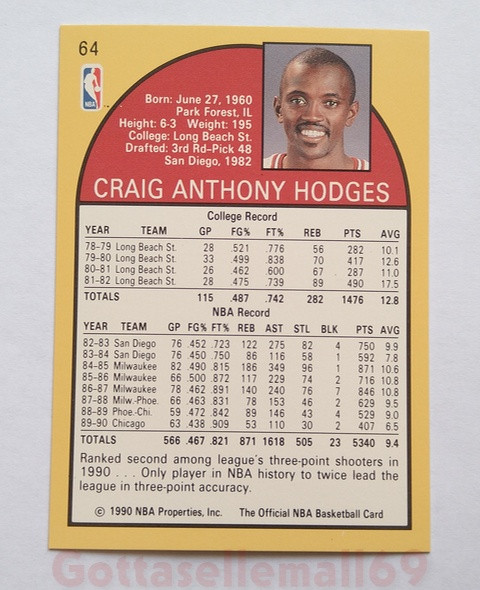 64
NBA
Born: June 27, 1960
Park Forest, IL
Height: 6-3 Weight: 195
College: Long Beach St.
Drafted: 3rd Rd-Pick 48
San Diego, 1982
CRAIG ANTHONY HODGES
College Record
YEAR TEAM GP FG% FT% REB PTS AVG
78-79 Long Beach St. 28 .521 .776 56 282 10.1
79-80 Long Beach St. 33 .499 .838 70 417 12.6
80-81 Long Beach St. 26 .462 .600 67 287 11.0
81-82 Long Beach St. 28 .475 .739 89 490 17.5
TOTALS 115 .487 .742 282 1476 12.8
NBA Record
YEAR TEAM GP FG% FT% REB AST STL BLK PTS AVG
82-83 San Diego 76 .452 .723 122 275 82 4 750 9.9
83-84 San Diego 76 .450 .750 86 116 58 1 592 7.8
84-85 Milwaukee 82 .490 .815 186 349 96 1 871 10.6
85-86 Milwaukee 66 .500 .872 117 229 74 2 716 10.8
86-87 Milwaukee 78 .462 .891 140 240 76 7 846 10.8
87-88 Milw.-Phoe. 66 .463 .831 78 153 46 2 629 9.5
88-89 Phoe.-Chi. 59 .472 .842 89 146 43 4 529 9.0
89-90 Chicago 63 .438 .909 53 110 30 2 407 6.5
TOTALS 566 .467 .821 871 1618 505 23 5340 9.4
Ranked second among league's three-point shooters in
1990 . . . Only player in NBA history to twice lead the
league in three-point accuracy.
© 1990 NBA Properties, Inc. The Official NBA Basketball Card
Gottasellemall69